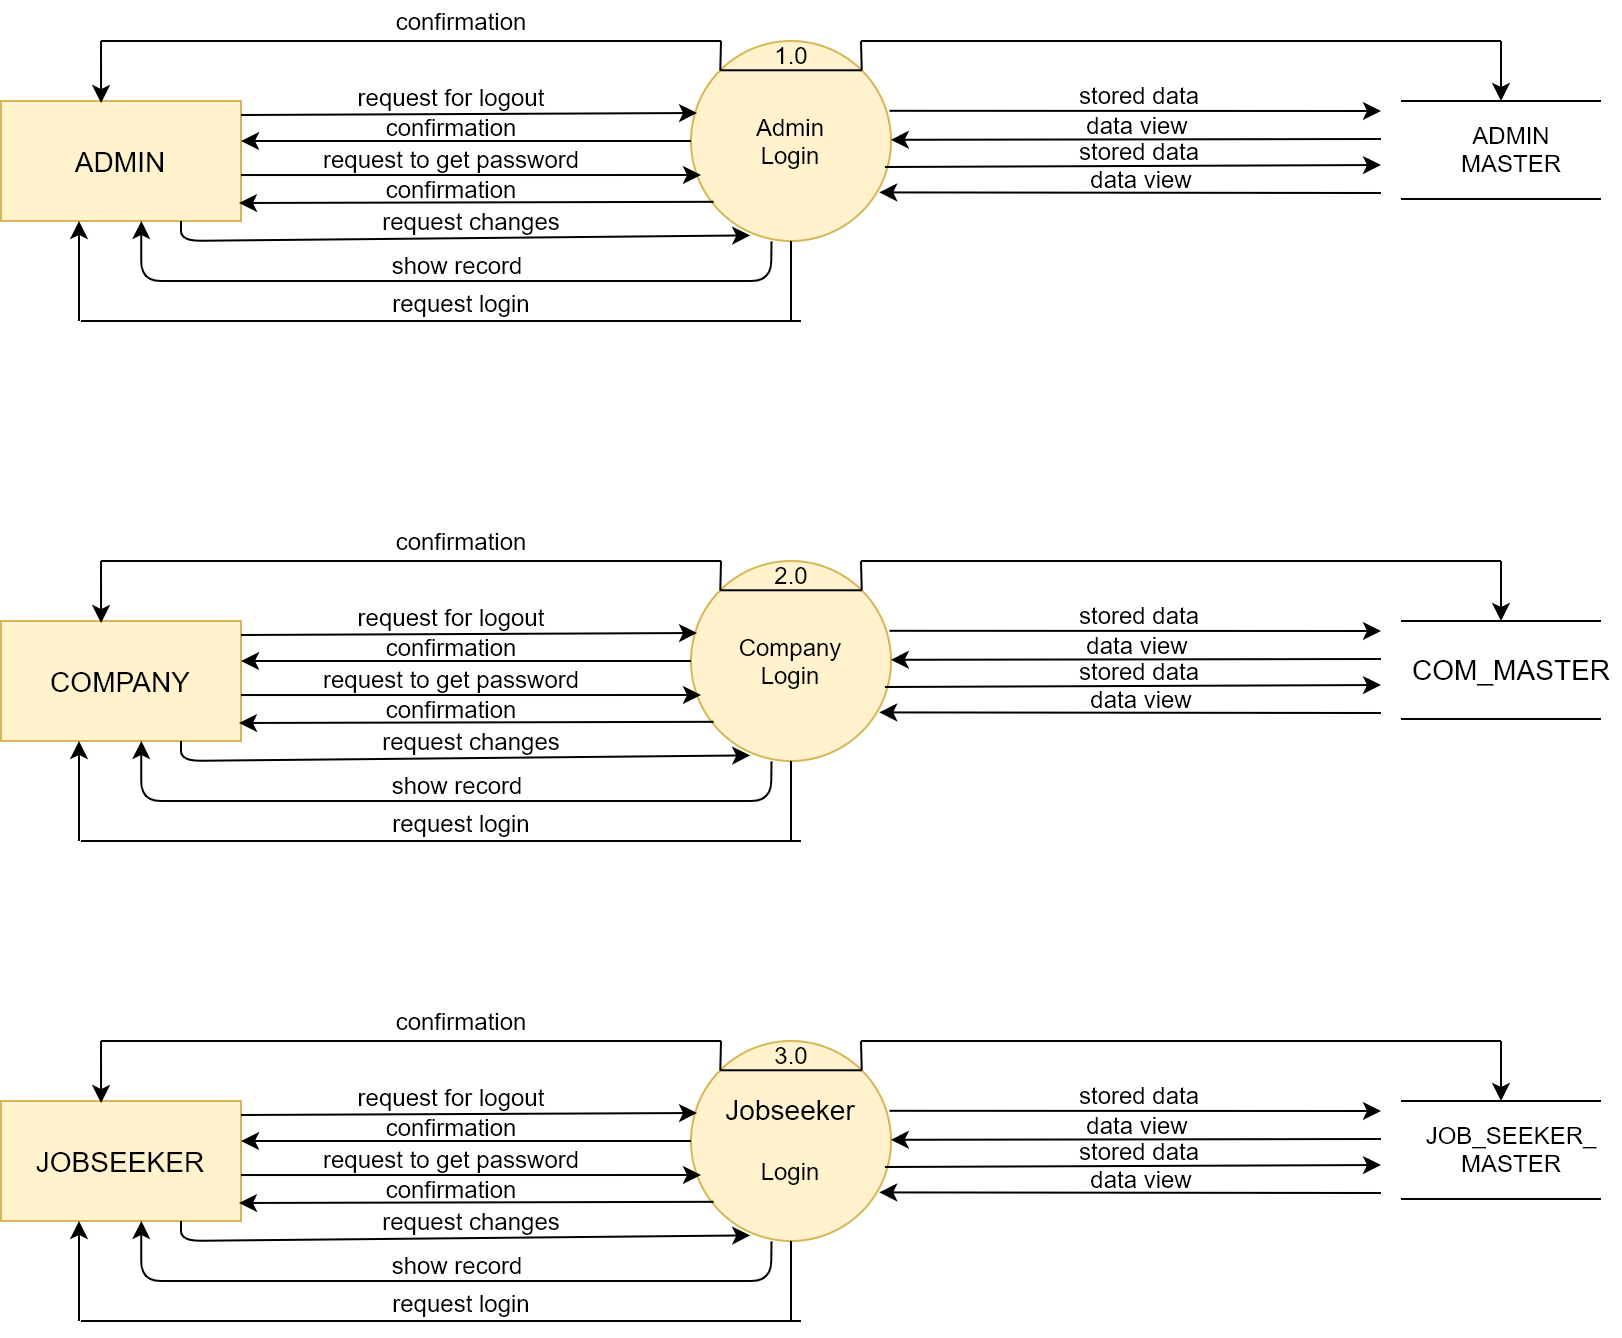 confirmation
1.0
request for logout
stored data
confirmation
Admin
Login
data view
ADMIN
MASTER
ADMIN
request to get password
stored data
confirmation
data view
request changes
show record
request login
confirmation
2.0
request for logout
stored data
confirmation
Company
Login
data view
COMPANY
request to get password
stored data
COM_MASTER
confirmation
data view
request changes
show record
request login
confirmation
3.0
request for logout
stored data
confirmation
Jobseeker
Login
data view
JOB_SEEKER_
MASTER
JOBSEEKER
request to get password
stored data
confirmation
data view
request changes
show record
request login